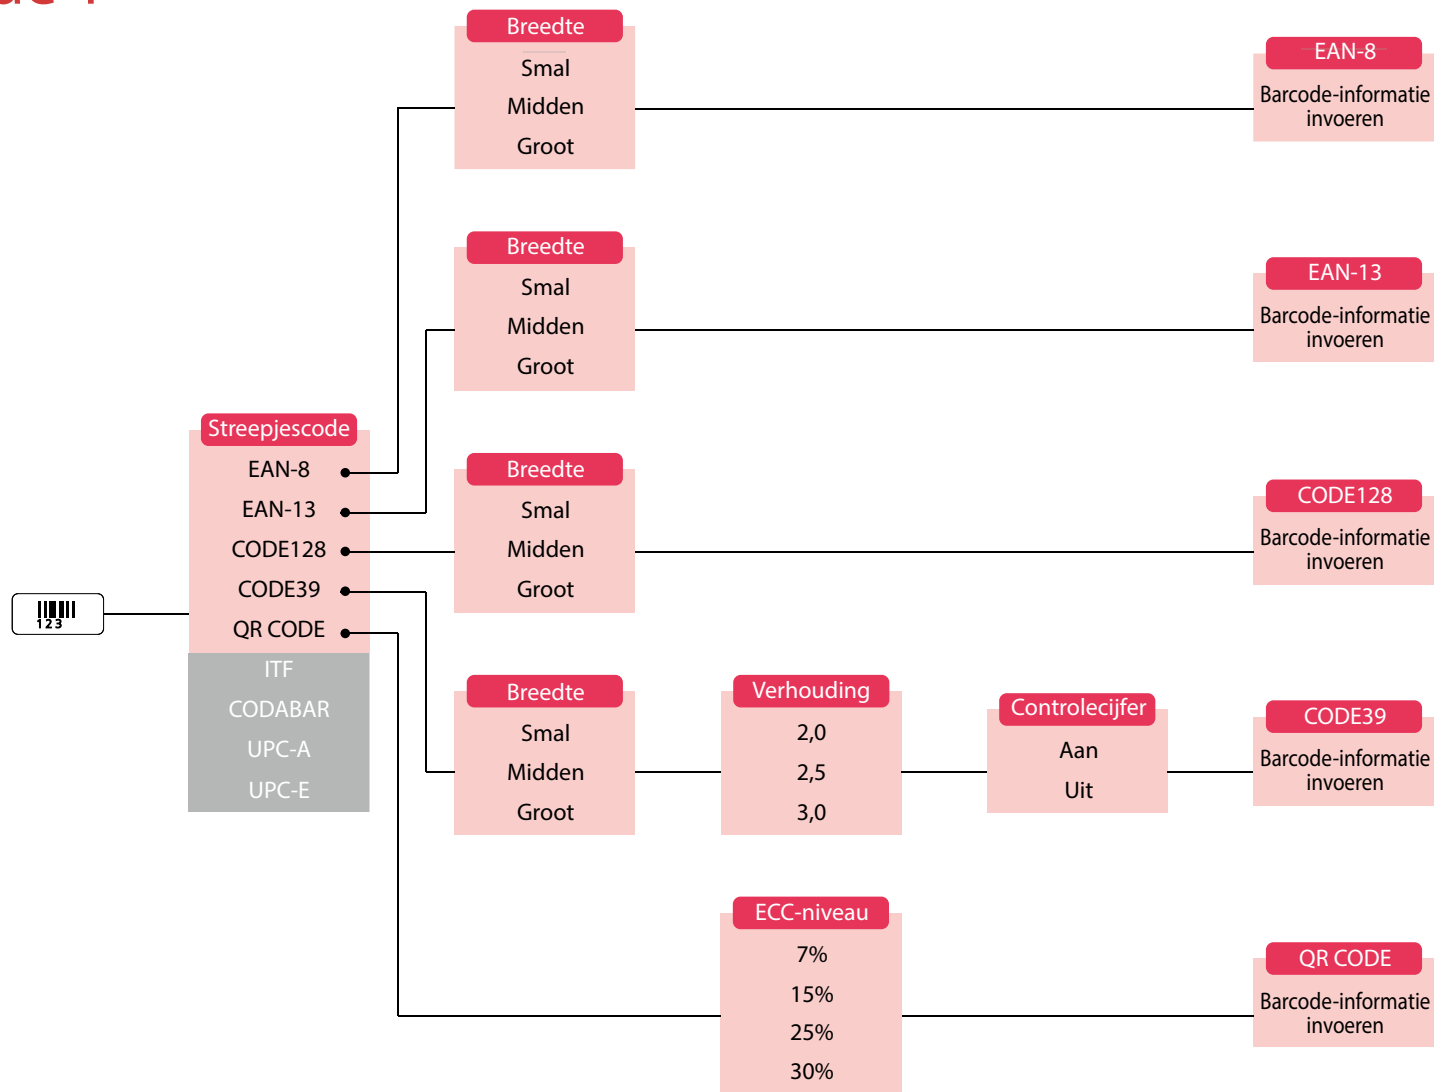 Breedte
Smal
Midden
Groot
EAN-8
Barcode-informatie
invoeren
Breedte
Smal
Midden
Groot
EAN-13
Barcode-informatie
invoeren
Streepjescode
EAN-8
EAN-13
CODE128
CODE39
QR CODE
ITF
CODABAR
UPC-A
UPC-E
123
Breedte
Smal
Midden
Groot
CODE128
Barcode-informatie
invoeren
Breedte
Smal
Midden
Groot
Verhouding
2,0
2,5
3,0
Controlecijfer
Aan
Uit
CODE39
Barcode-informatie
invoeren
ECC-niveau
7%
15%
25%
30%
QR CODE
Barcode-informatie
invoeren